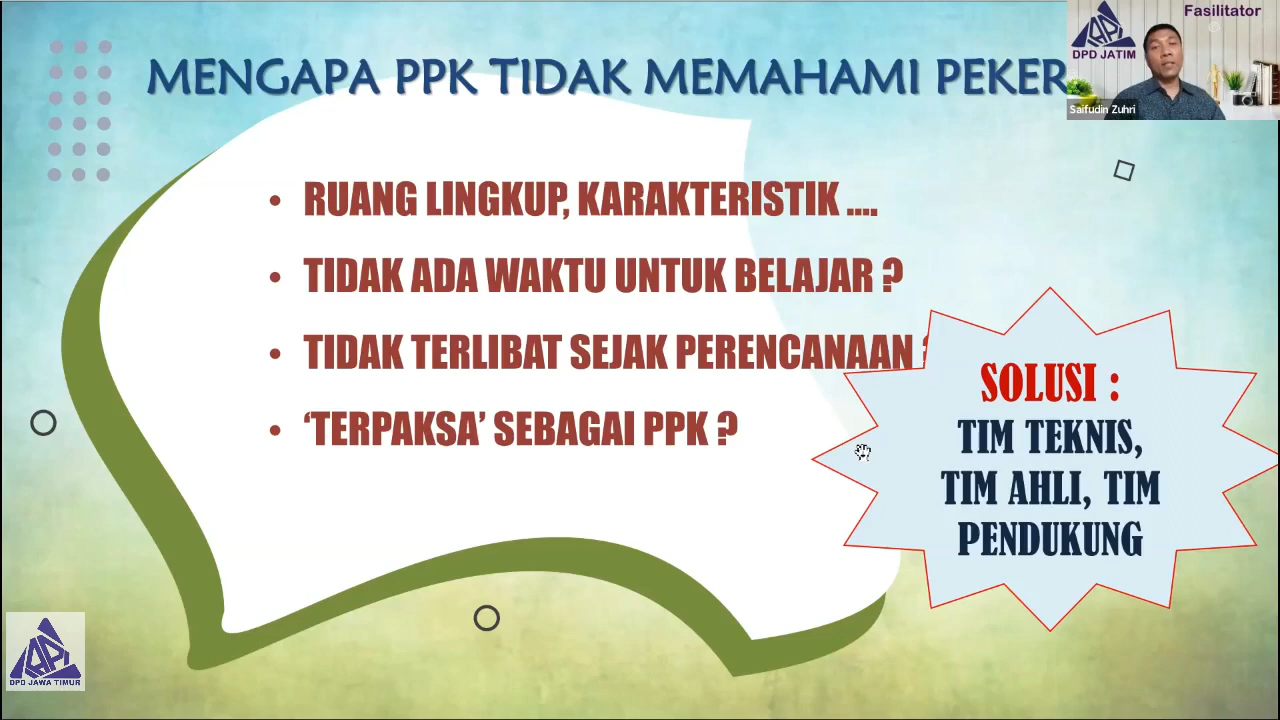 Fasilitator
DPD JATIM
Saifudin Zuhri
MENGAPA PPK TIDAK MEMAHAMI PEKER
• RUANG LINGKUP, KARAKTERISTIK ....
• TIDAK ADA WAKTU UNTUK BELAJAR ?
• TIDAK TERLIBAT SEJAK PERENCANAAN ?
• ‘TERPAKSA’ SEBAGAI PPK ?
SOLUSI :
TIM TEKNIS,
TIM AHLI, TIM
PENDUKUNG
DPD JAWA TIMUR